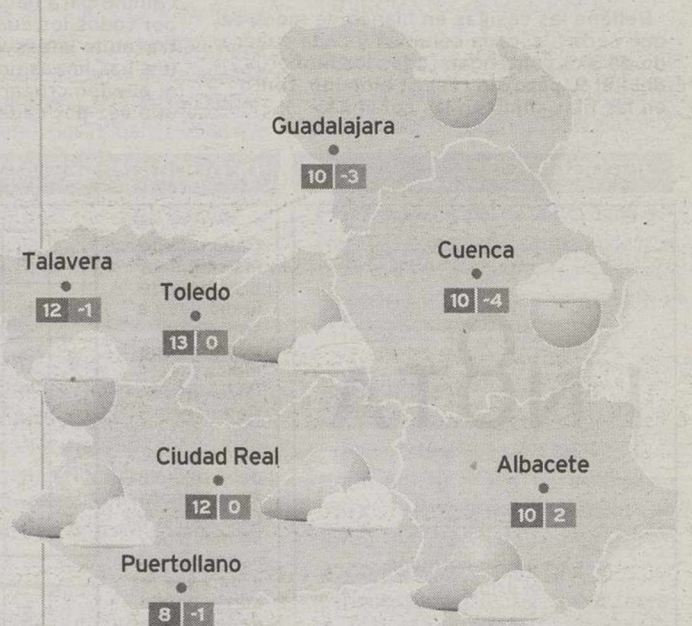 Guadalajara
10 -3
Cuenca
10 -4
Talavera
12 -1
Toledo
13 0
Ciudad Real
12 0
Albacete
10 2
Puertollano
8 -1